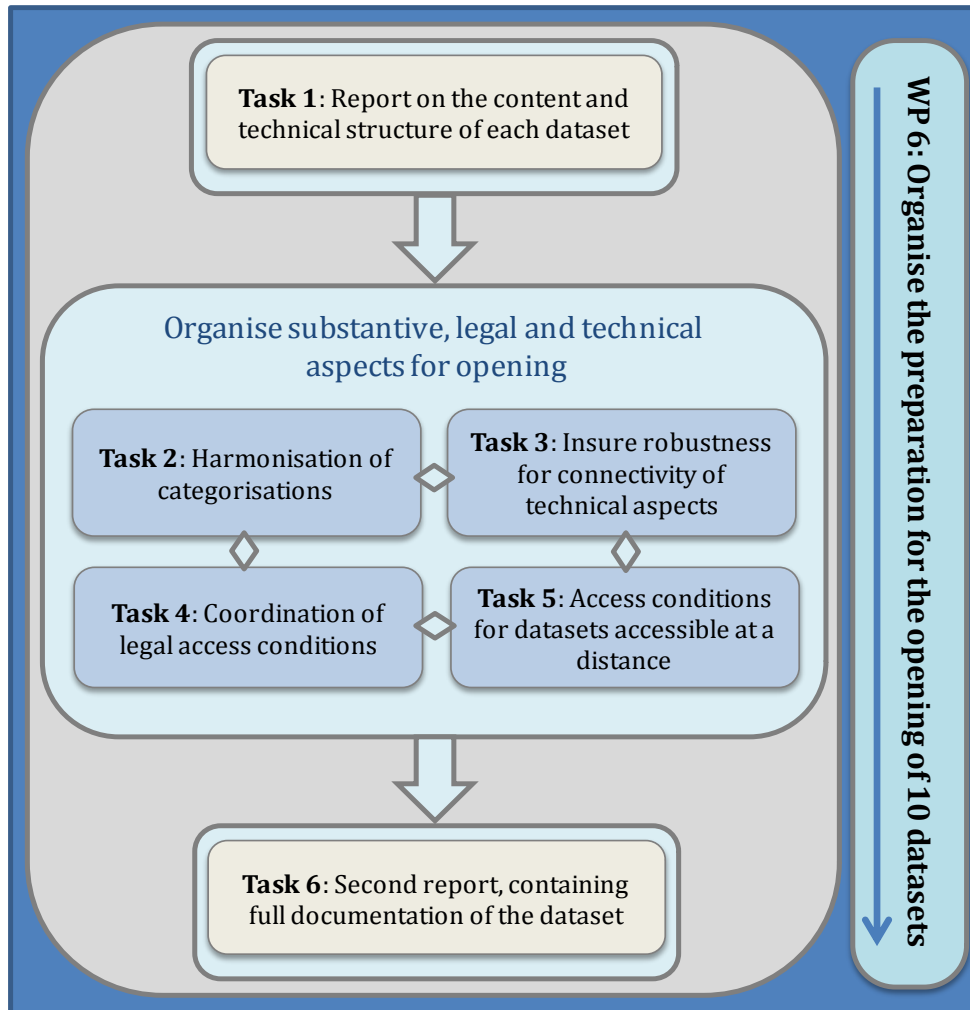 Task 1: Report on the content and
technical structure of each dataset
Organise substantive, legal and technical
aspects for opening
Task 2: Harmonisation of
categorisations
Task 3: Insure robustness
for connectivity of
technical aspects
Task 4: Coordination of
legal access conditions
Task 5: Access conditions
for datasets accessible at a
distance
Task 6: Second report, containing
full documentation of the dataset
WP 6: Organise the preparation for the opening of 10 datasets